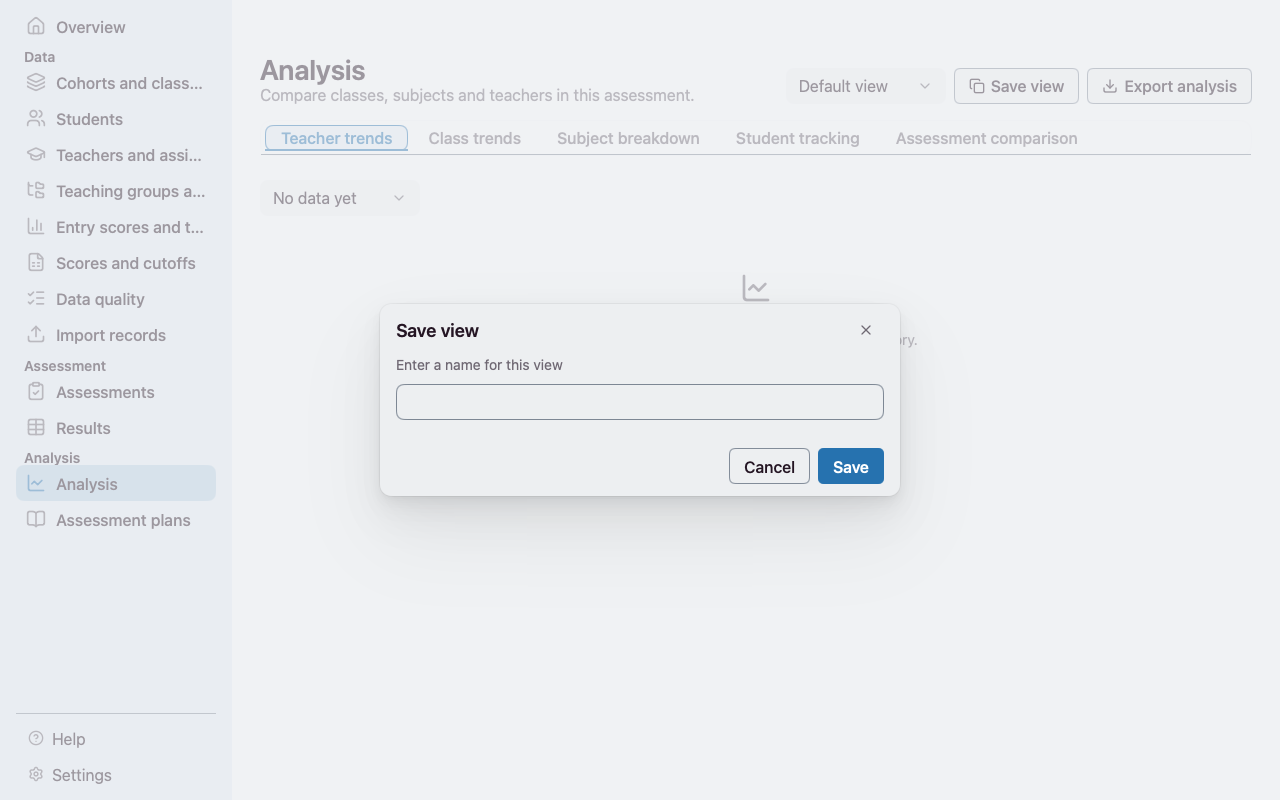 Overview
Data
Cohorts and class...
Students
Teachers and assi...
Teaching groups a...
Entry scores and t...
Scores and cutoffs
Data quality
Import records
Assessment
Assessments
Results
Analysis
Analysis
Assessment plans
Help
Settings
Analysis
Compare classes, subjects and teachers in this assessment.
Default view
Save view
Export analysis
Teacher trends
Class trends
Subject breakdown
Student tracking
Assessment comparison
No data yet
Save view
Enter a name for this view
Cancel
Save